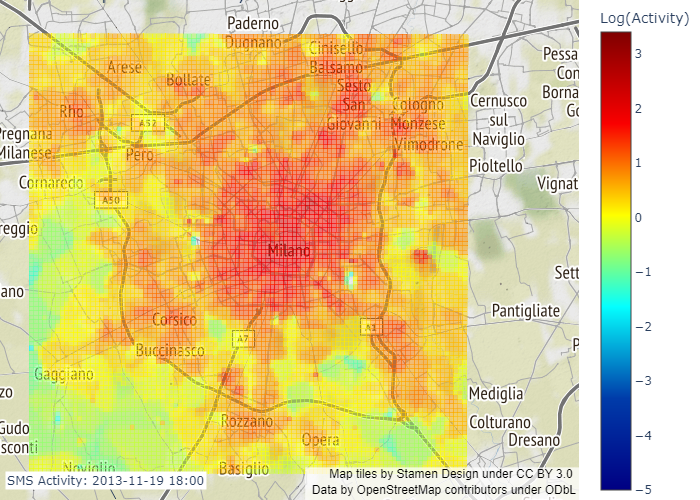 Log(Activity)
3
2
1
0
−1
−2
−3
−4
−5
Paderno
Dugnano
Cinisello
Balsamo
Arese
Bollate
Sesto
San
Giovanni
Cologno
Monzese
Vimodrone
Cernusco
sul
Naviglio
Pioltello
Pessa
Con
Borna
Go
Rho
A52
Pregnana
Milanese
Pero
Cornaredo
A50
Vignat
reggio
Milano
ano
Sett
Pantigliate
Corsico
A7
A1
Buccinasco
P
Gaggiano
zo
Mediglia
Rozzano
Colturano
Gudo
sconti
Opera
Dresano
Noviglio
Basiglio
SMS Activity: 2013-11-19 18:00
Map tiles by Stamen Design under CC BY 3.0
Data by OpenStreetMap contributors under ODbL